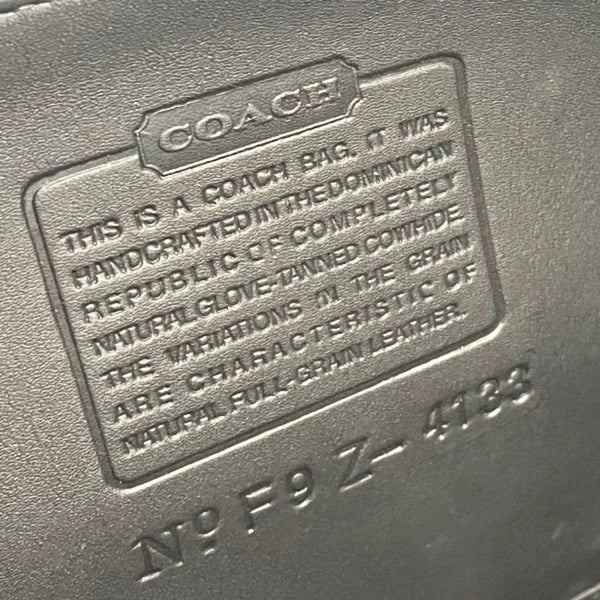 COACH
THIS IS A COACH BAG. IT WAS
HANDCRAFTED IN THE DOMINICAN
REPUBLIC OF COMPLETELY
NATURAL GLOVE-TANNED COWHIDE.
THE VARIATIONS IN THE GRAIN
ARE CHARACTERISTIC OF
NATURAL FULL-GRAIN LEATHER.
Nº F9Z-4133